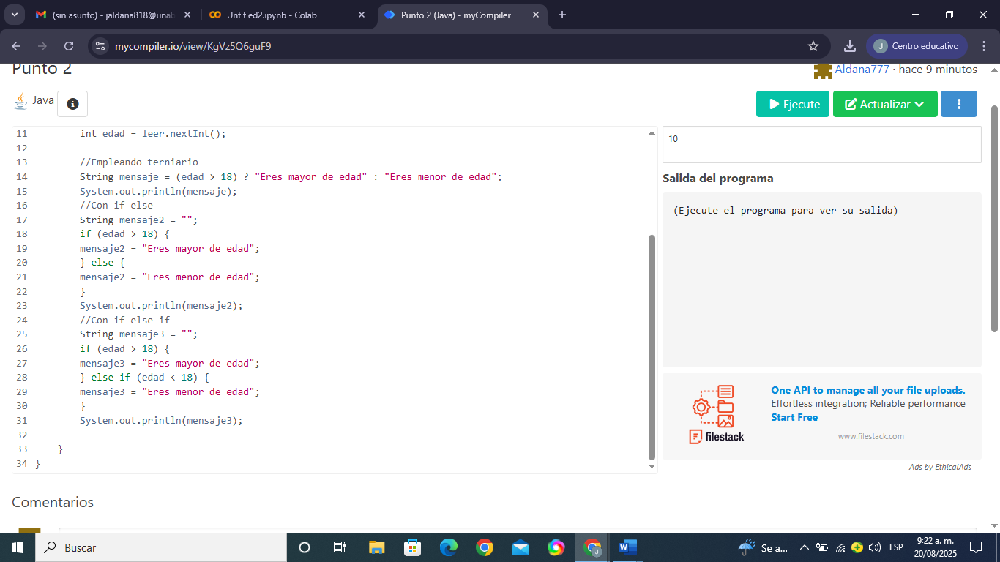 (sin asunto) - jaldana818@unab
Untitled2.ipynb - Colab
Punto 2 (Java) - myCompiler
mycompiler.io/view/KgVz5Q6guF9
J Centro educativo
Punto 2
Aldana777 · hace 9 minutos
Java
Ejecute
Actualizar
11 int edad = leer.nextInt();
12
13 //Empleando terniario
14 String mensaje = (edad > 18) ? "Eres mayor de edad" : "Eres menor de edad";
15 System.out.println(mensaje);
16 //Con if else
17 String mensaje2 = "";
18 if (edad > 18) {
19 mensaje2 = "Eres mayor de edad";
20 } else {
21 mensaje2 = "Eres menor de edad";
22 }
23 System.out.println(mensaje2);
24 //Con if else if
25 String mensaje3 = "";
26 if (edad > 18) {
27 mensaje3 = "Eres mayor de edad";
28 } else if (edad < 18) {
29 mensaje3 = "Eres menor de edad";
30 }
31 System.out.println(mensaje3);
32
33 }
34 }
10
Salida del programa
(Ejecute el programa para ver su salida)
One API to manage all your file uploads.
Effortless integration; Reliable performance
Start Free
filestack
www.filestack.com
Ads by EthicalAds
Comentarios
Buscar
J
W
Se a...
ESP
9:22 a. m.
20/08/2025